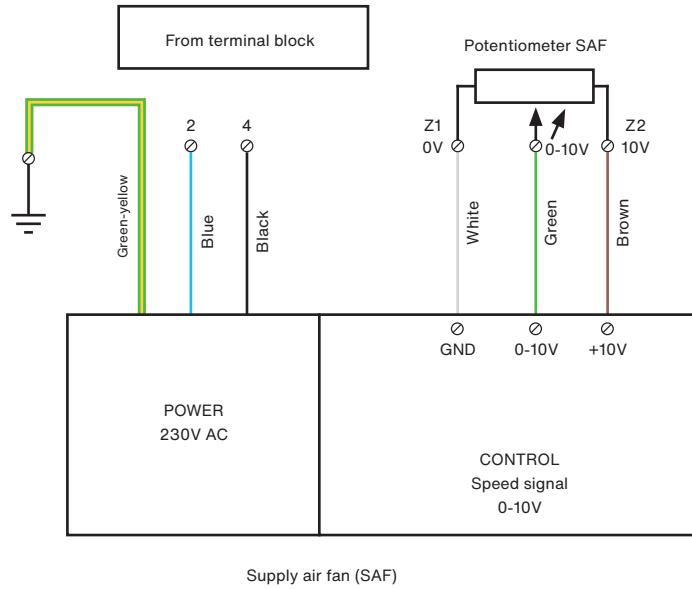 From terminal block
Potentiometer SAF
2
4
Z1
0V
0-10V
Z2
10V
Green-yellow
Blue
Black
White
Green
Brown
GND
0-10V
+10V
POWER
230V AC
CONTROL
Speed signal
0-10V
Supply air fan (SAF)